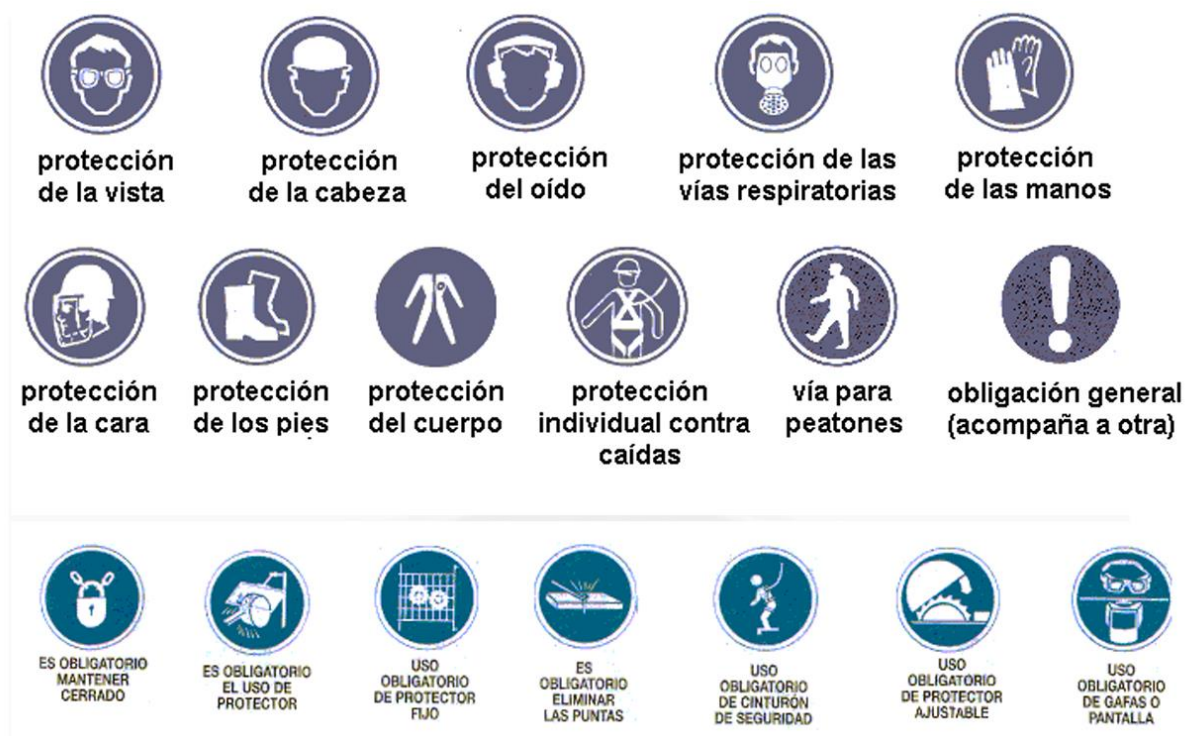 protección
de la vista
protección
de la cabeza
protección
del oído
protección de las
vías respiratorias
protección
de las manos
protección
de la cara
protección
de los pies
protección
del cuerpo
protección
individual contra
caídas
vía para
peatones
obligación general
(acompaña a otra)
ES OBLIGATORIO
MANTENER
CERRADO
ES OBLIGATORIO
EL USO DE
PROTECTOR
USO
OBLIGATORIO
DE PROTECTOR
FIJO
ES
OBLIGATORIO
ELIMINAR
LAS PUNTAS
USO
OBLIGATORIO
DE CINTURÓN
DE SEGURIDAD
USO
OBLIGATORIO
DE PROTECTOR
AJUSTABLE
USO
OBLIGATORIO
DE GAFAS O
PANTALLA